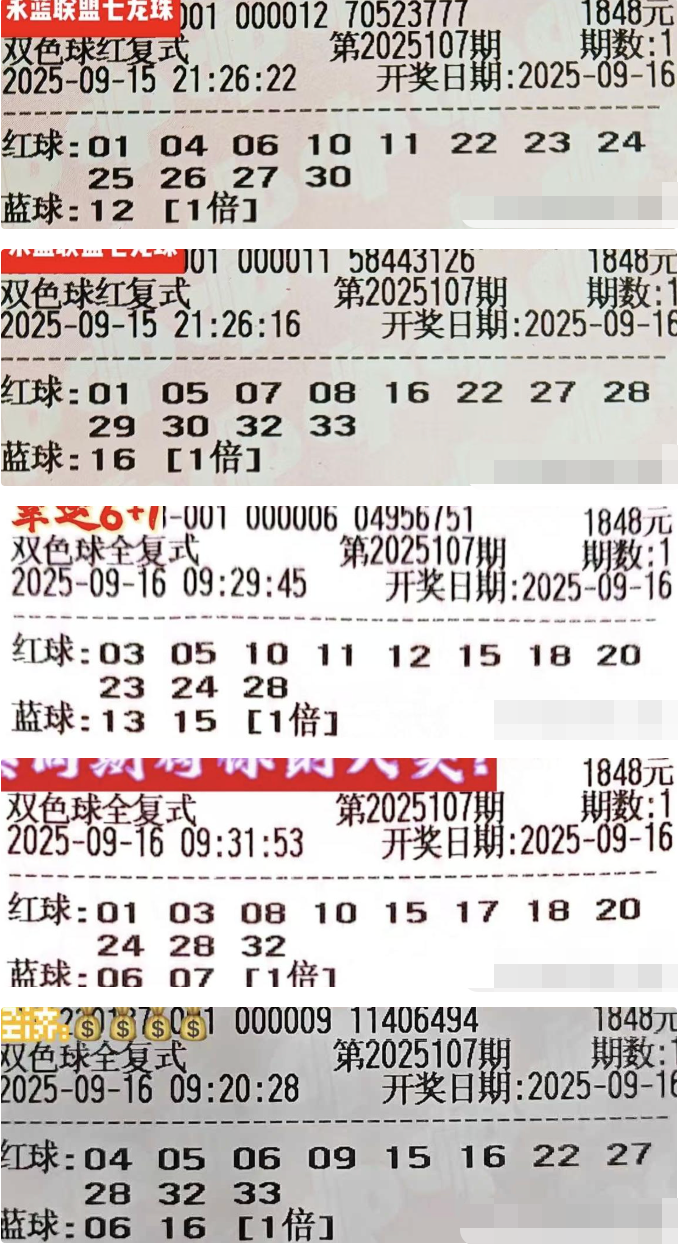 永蓝联盟七龙珠 001 000012 70523777 1848元
双色球红复式 第2025107期 期数:1
2025-09-15 21:26:22 开奖日期:2025-09-16
红球:01 04 06 10 11 22 23 24
25 26 27 30
蓝球:12 [1倍]
永蓝联盟七龙珠 001 000011 58443126 1848元
双色球红复式 第2025107期 期数:1
2025-09-15 21:26:16 开奖日期:2025-09-16
红球:01 05 07 08 16 22 27 28
29 30 32 33
蓝球:16 [1倍]
幸运6+1 -001 000006 04956751 1848元
双色球全复式 第2025107期 期数:1
2025-09-16 09:29:45 开奖日期:2025-09-16
红球:03 05 10 11 12 15 18 20
23 24 28
蓝球:13 15 [1倍]
1848元
双色球全复式 第2025107期 期数:1
2025-09-16 09:31:53 开奖日期:2025-09-16
红球:01 03 08 10 15 17 18 20
24 28 32
蓝球:06 07 [1倍]
001 000009 11406494 1848元
双色球全复式 第2025107期 期数:1
2025-09-16 09:20:28 开奖日期:2025-09-16
红球:04 05 06 09 15 16 22 27
28 32 33
蓝球:06 16 [1倍]